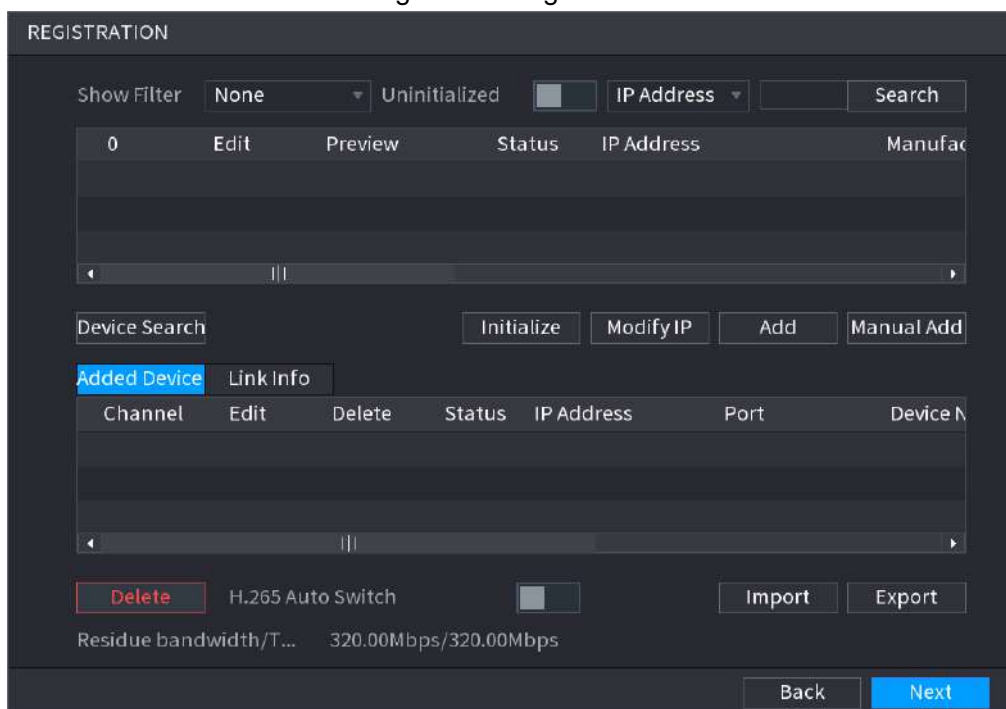 REGISTRATION
Show Filter None Uninitialized IP Address Search
0 Edit Preview Status IP Address Manufac
Device Search Initialize Modify IP Add Manual Add
Added Device Link Info
Channel Edit Delete Status IP Address Port Device N
Delete H.265 Auto Switch Import Export
Residue bandwidth/T... 320.00Mbps/320.00Mbps
Back Next